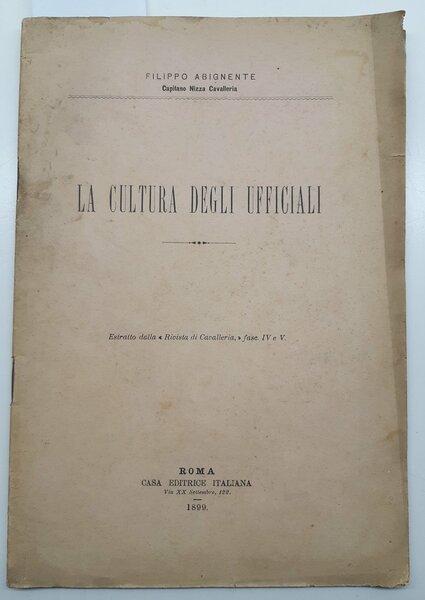 FILIPPO ABIGNENTE
Capitano Nizza Cavalleria
LA CULTURA DEGLI UFFICIALI
Estratto dalla « Rivista di Cavalleria, » fasc. IV e V.
ROMA
CASA EDITRICE ITALIANA
Via XX Settembre, 122.
1899.